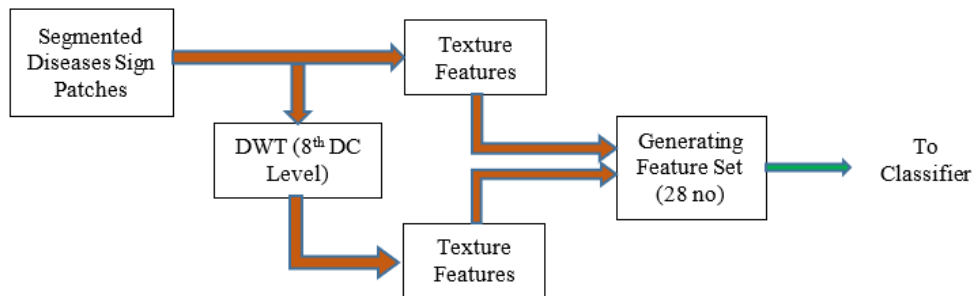 Segmented
Diseases Sign
Patches
Texture
Features
DWT (8th DC
Level)
Texture
Features
Generating
Feature Set
(28 no)
To
Classifier